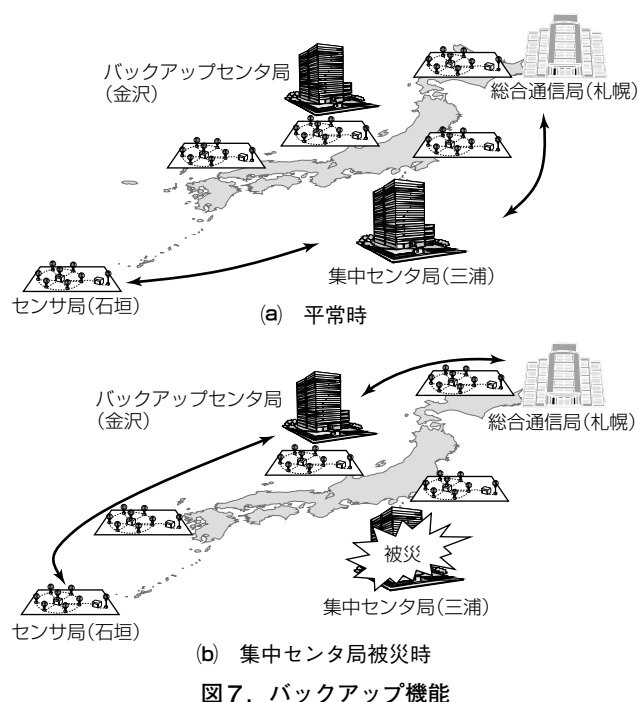 バックアップセンタ局
(金沢)
総合通信局(札幌)
集中センタ局(三浦)
センサ局(石垣)
(a) 平常時
バックアップセンタ局
(金沢)
総合通信局(札幌)
被災
集中センタ局(三浦)
センサ局(石垣)
(b) 集中センタ局被災時
図7.バックアップ機能